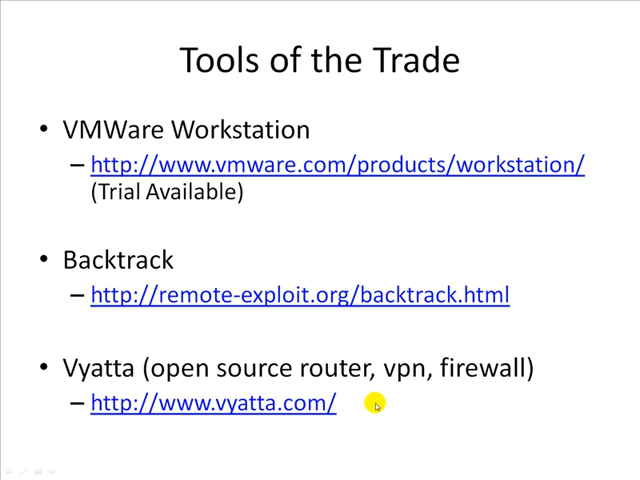 Tools of the Trade
• VMWare Workstation
– http://www.vmware.com/products/workstation/
(Trial Available)
• Backtrack
– http://remote-exploit.org/backtrack.html
• Vyatta (open source router, vpn, firewall)
– http://www.vyatta.com/